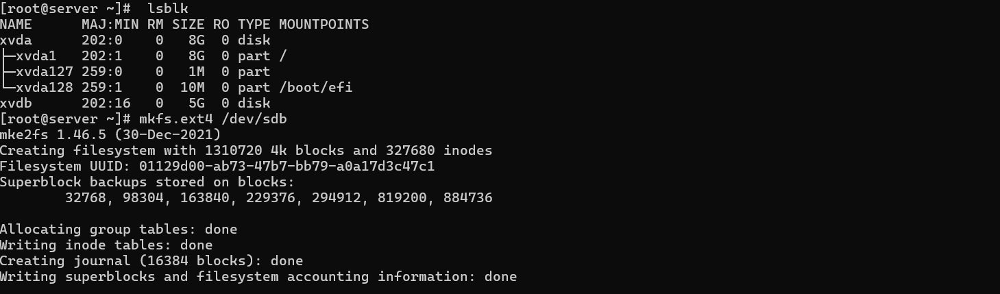 [root@server ~]#  lsblk
NAME      MAJ:MIN RM SIZE RO TYPE MOUNTPOINTS
xvda      202:0    0   8G  0 disk
├─xvda1   202:1    0   8G  0 part /
├─xvda127 259:0    0   1M  0 part
└─xvda128 259:1    0  10M  0 part /boot/efi
xvdb      202:16   0   5G  0 disk
[root@server ~]# mkfs.ext4 /dev/sdb
mke2fs 1.46.5 (30-Dec-2021)
Creating filesystem with 1310720 4k blocks and 327680 inodes
Filesystem UUID: 01129d00-ab73-47b7-bb79-a0a17d3c47c1
Superblock backups stored on blocks:
        32768, 98304, 163840, 229376, 294912, 819200, 884736

Allocating group tables: done
Writing inode tables: done
Creating journal (16384 blocks): done
Writing superblocks and filesystem accounting information: done